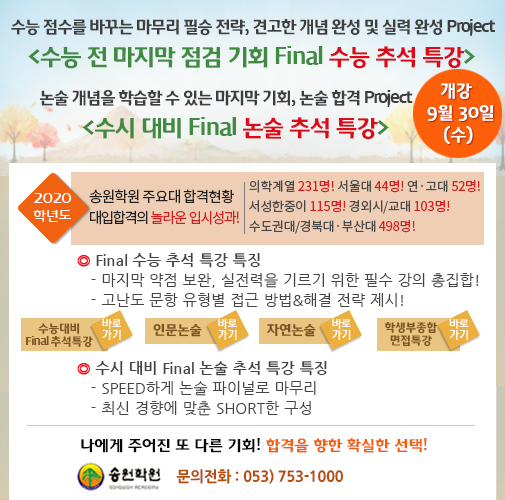 수능 점수를 바꾸는 마무리 필승 전략, 견고한 개념 완성 및 실력 완성 Project
<수능 전 마지막 점검 기회 Final 수능 추석 특강>
논술 개념을 학습할 수 있는 마지막 기회, 논술 합격 Project
<수시 대비 Final 논술 추석 특강>
개강
9월 30일
(수)
2020
학년도
송원학원 주요대 합격현황
대입합격의 놀라운 입시성과!
의학계열 231명! 서울대 44명! 연·고대 52명!
서성한중이 115명! 경외시/교대 103명!
수도권대/경북대·부산대 498명!
◎ Final 수능 추석 특강 특징
- 마지막 약점 보완, 실전력을 기르기 위한 필수 강의 총집합!
- 고난도 문항 유형별 접근 방법&해결 전략 제시!
수능대비
Final 추석특강
바로
가기
인문논술
바로
가기
자연논술
바로
가기
학생부종합
면접특강
바로
가기
◎ 수시 대비 Final 논술 추석 특강 특징
- SPEED하게 논술 파이널로 마무리
- 최신 경향에 맞춘 SHORT한 구성
나에게 주어진 또 다른 기회! 합격을 향한 확실한 선택!
송원학원
SONGWON ACADEMY
문의전화 : 053) 753-1000